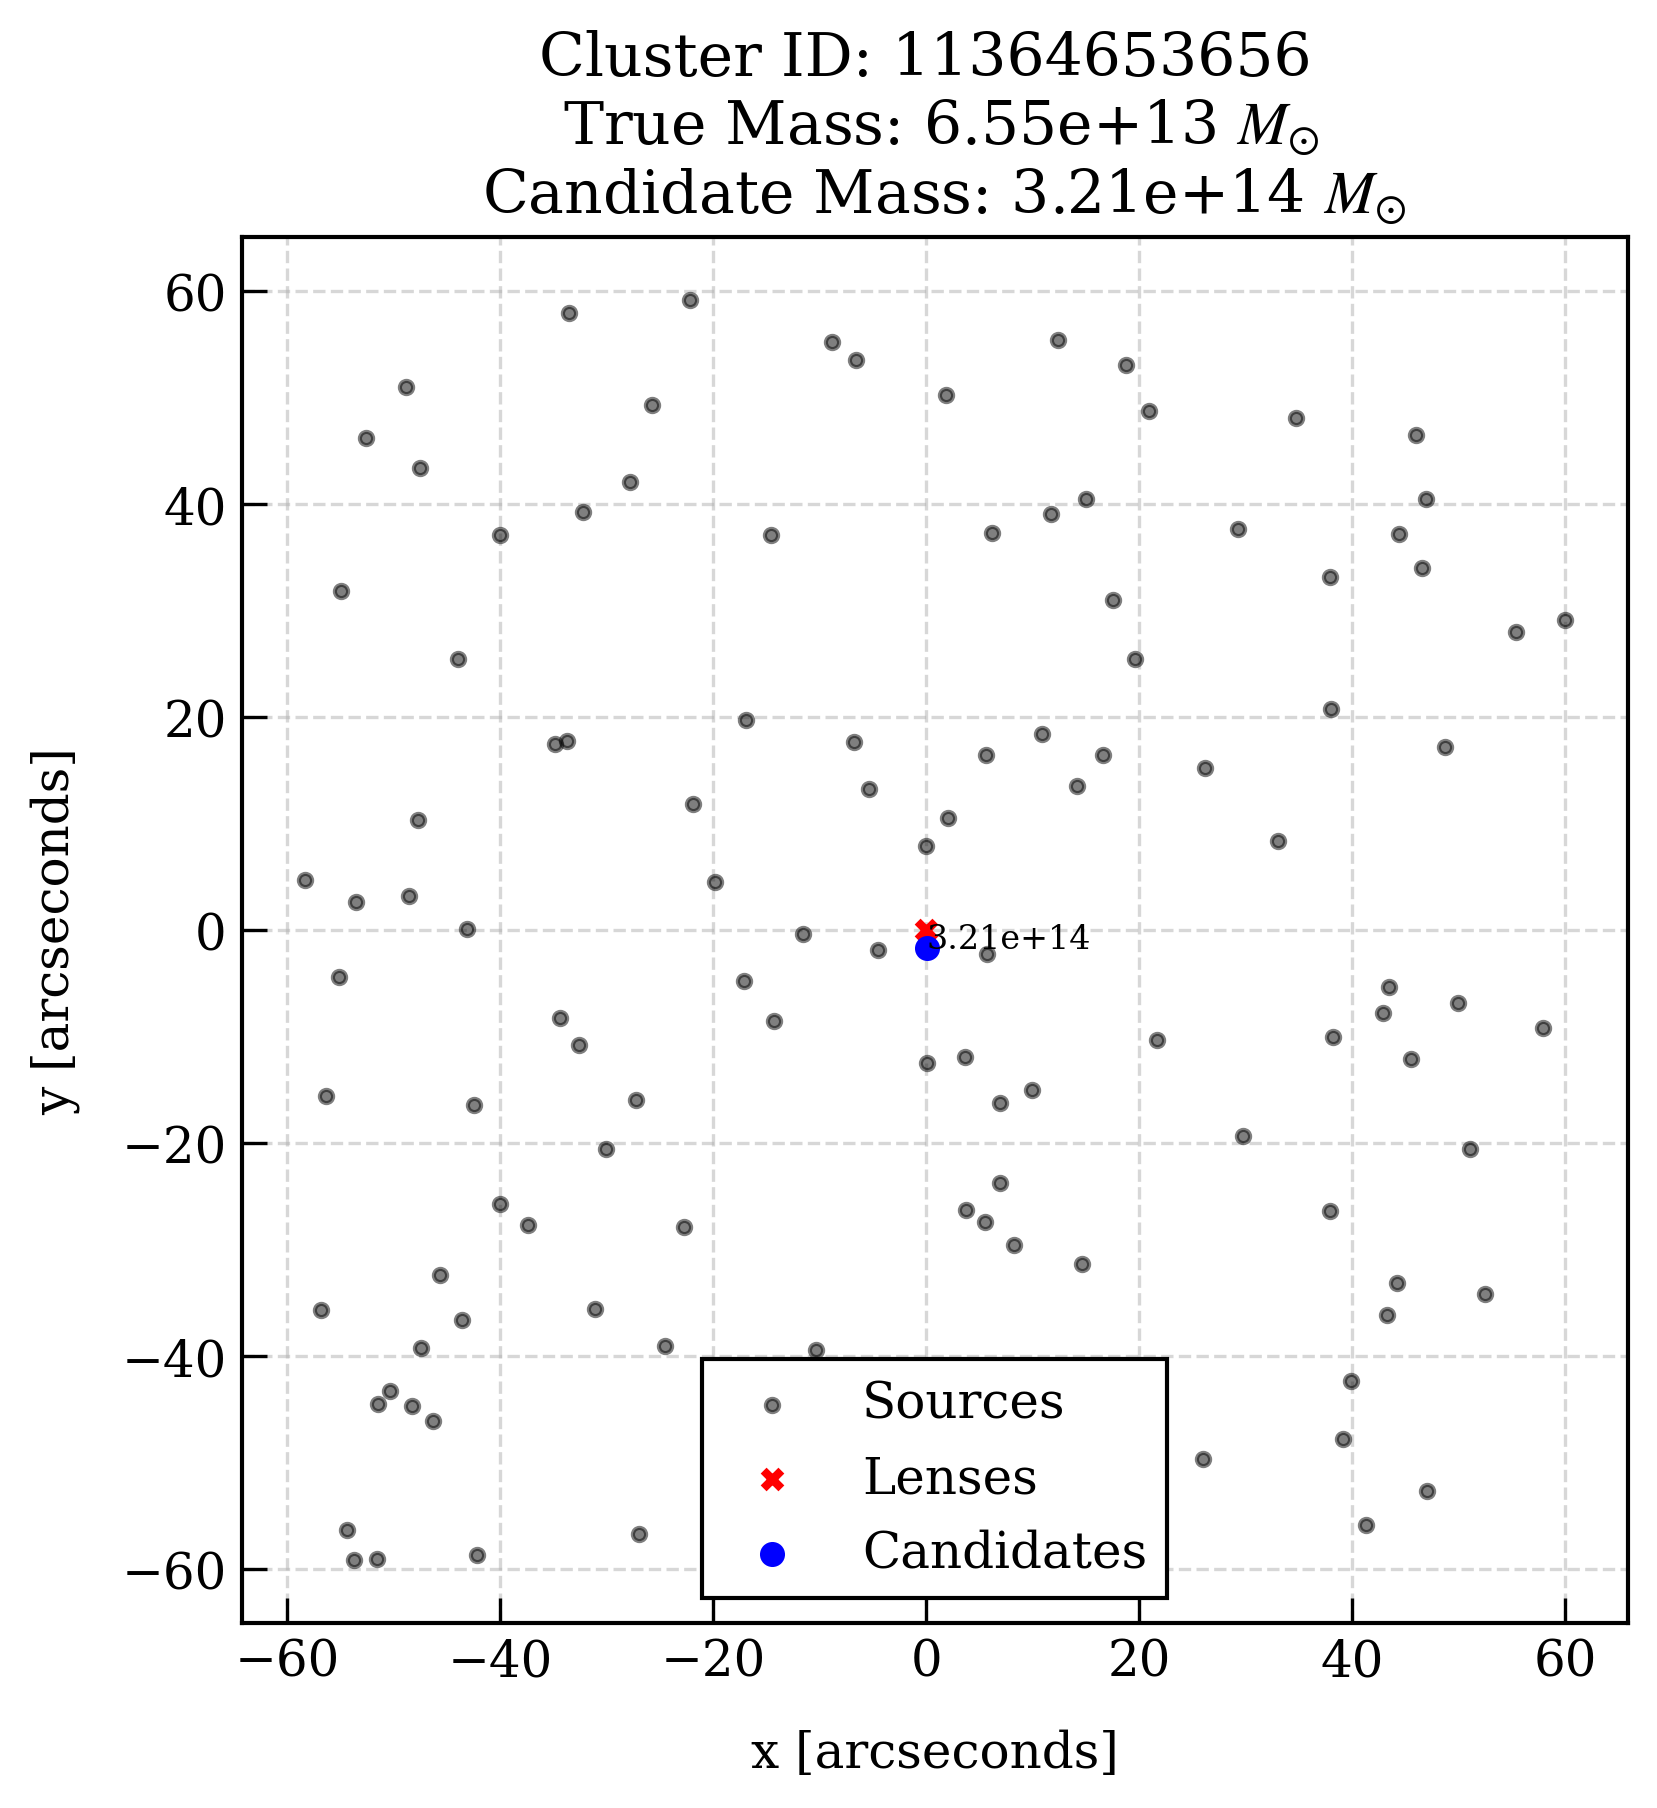 Cluster ID: 11364653656
True Mass: 6.55e+13 M⊙
Candidate Mass: 3.21e+14 M⊙
y [arcseconds]
60
40
20
0
−20
−40
−60
3.21e+14
Sources
Lenses
Candidates
−60 −40 −20 0 20 40 60
x [arcseconds]